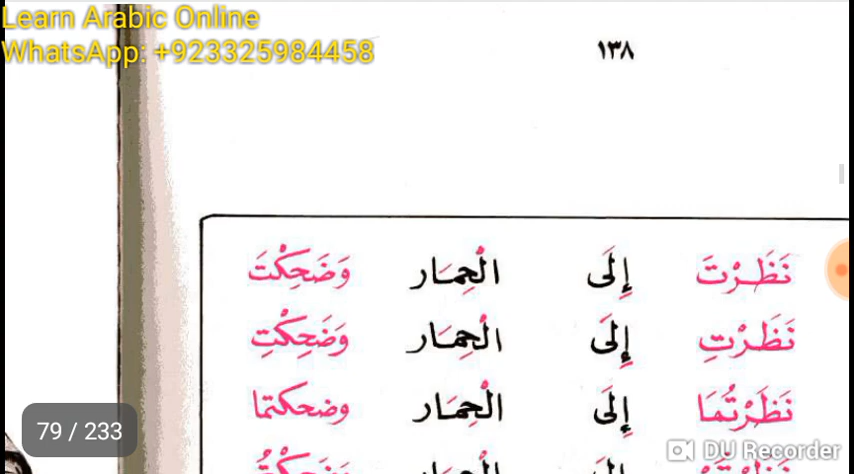 Learn Arabic Online
WhatsApp: +923325984458
١٣٨
نَظَرْتَ إِلَى الْحِمَار وَضَحِكْتَ
نَظَرْتِ إِلَى الْحِمَار وَضَحِكْتِ
نَظَرْتُمَا إِلَى الْحِمَار وضحكتما
79 / 233
DU Recorder